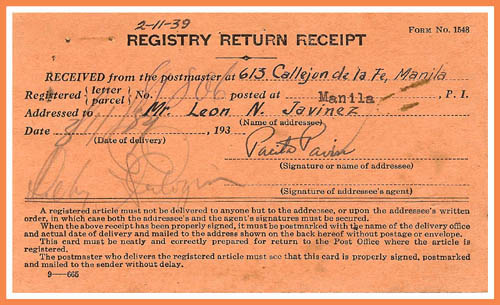 2-11-39
FORM NO. 1548
REGISTRY RETURN RECEIPT
RECEIVED from the postmaster at 613 Callejon de la Fe, Manila
Registered { letter parcel } No. posted at Manila, P. I.
Addressed to Mr. Leon N. Javinez
(Name of addressee)
Date , 193
(Date of delivery)
(Signature or name of addressee)
(Signature of addressee's agent)
A registered article must not be delivered to anyone but to the addressee, or upon the addressee's written
order, in which case both the addressee's and the agent's signatures must be secured.
When the above receipt has been properly signed, it must be postmarked with the name of the delivery office
and actual date of delivery and mailed to the address shown on the back hereof without postage or envelope.
This card must be neatly and correctly prepared for return to the Post Office where the article is
registered.
The postmaster who delivers the registered article must see that this card is properly signed, postmarked
and mailed to the sender without delay.
9—665